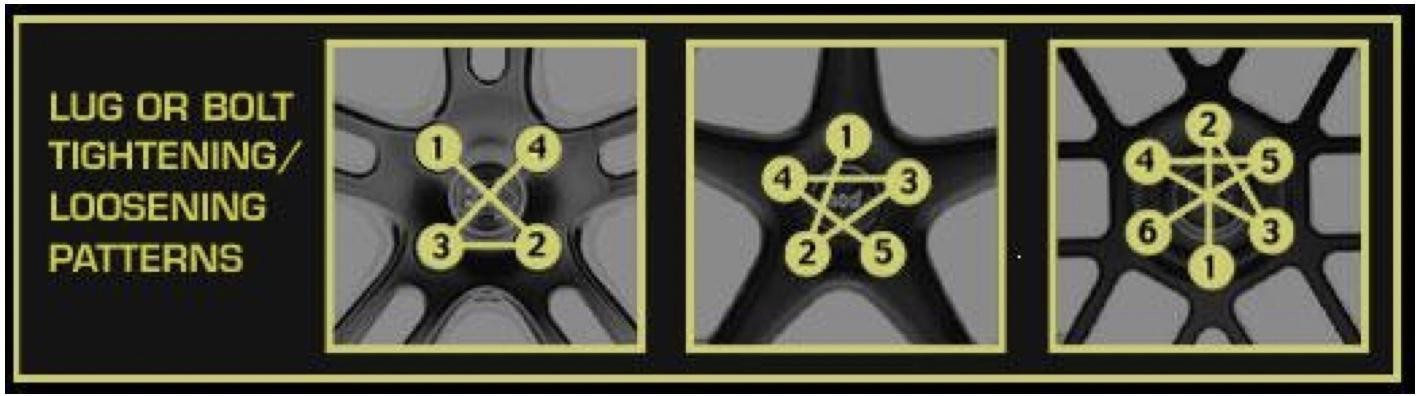 LUG OR BOLT
TIGHTENING/
LOOSENING
PATTERNS
1 4
3 2
1
4 3
2 5
2
4 5
6 3
1